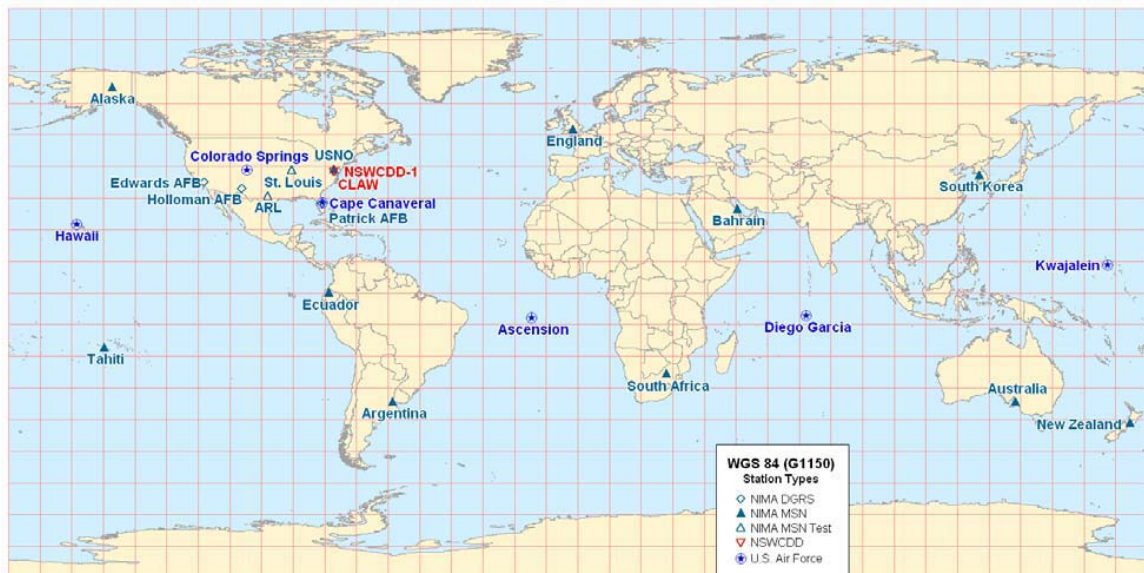 Alaska
England
Colorado Springs
USNO
NSWCDD-1
CLAW
St. Louis
Edwards AFB
Holloman AFB
ARL
Cape Canaveral
Patrick AFB
South Korea
Bahrain
Hawaii
Kwajalein
Ecuador
Ascension
Diego Garcia
Tahiti
South Africa
Argentina
Australia
New Zealand
WGS 84 (G1150)
Station Types
NIMA DGRS
NIMA MSN
NIMA MSN Test
NSWCDD
U.S. Air Force